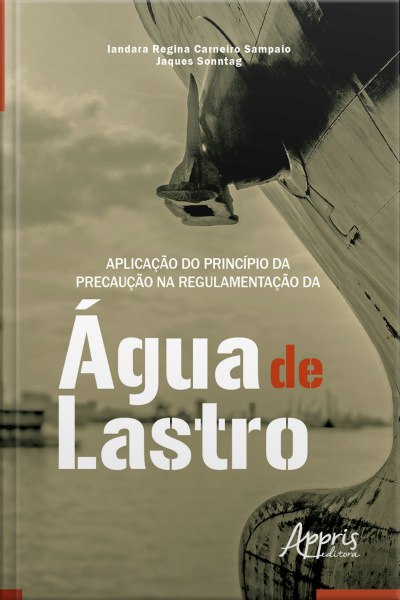 Iandara Regina Carneiro Sampaio
Jaques Sonntag
APLICAÇÃO DO PRINCÍPIO DA
PRECAUÇÃO NA REGULAMENTAÇÃO DA
Água de
Lastro
Appris
editora